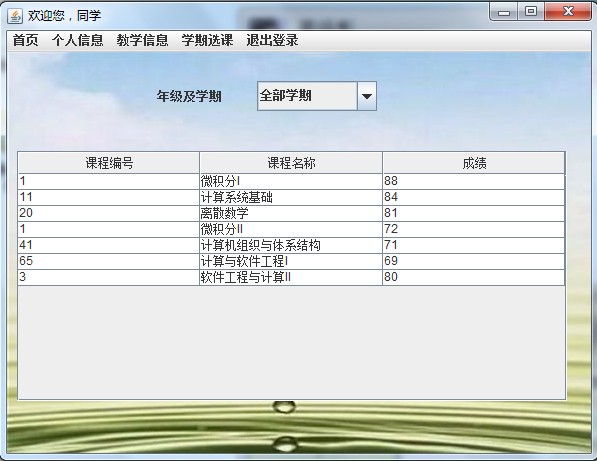 欢迎您，同学
首页 个人信息 教学信息 学期选课 退出登录
年级及学期 全部学期
课程编号 课程名称 成绩
1 微积分I 88
11 计算系统基础 84
20 离散数学 81
1 微积分II 72
41 计算机组织与体系结构 71
65 计算与软件工程I 69
3 软件工程与计算II 80